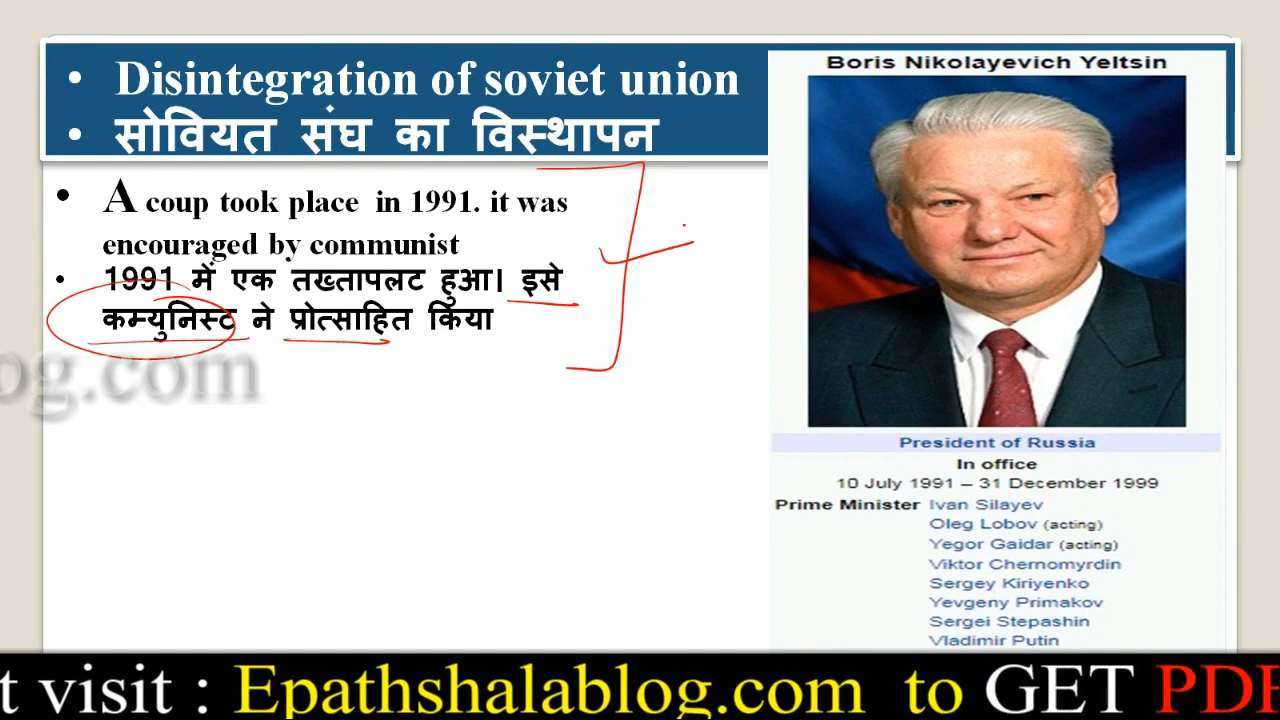 Disintegration of soviet union
सोवियत संघ का विस्थापन
A coup took place in 1991. it was
encouraged by communist
1991 में एक तख्तापलट हुआ। इसे
कम्युनिस्ट ने प्रोत्साहित किया
og.com
Boris Nikolayevich Yeltsin
President of Russia
In office
10 July 1991 – 31 December 1999
Prime Minister Ivan Silayev
Oleg Lobov (acting)
Yegor Gaidar (acting)
Viktor Chernomyrdin
Sergey Kiriyenko
Yevgeny Primakov
Sergei Stepashin
Vladimir Putin
t visit : Epathshalablog.com to GET PDF